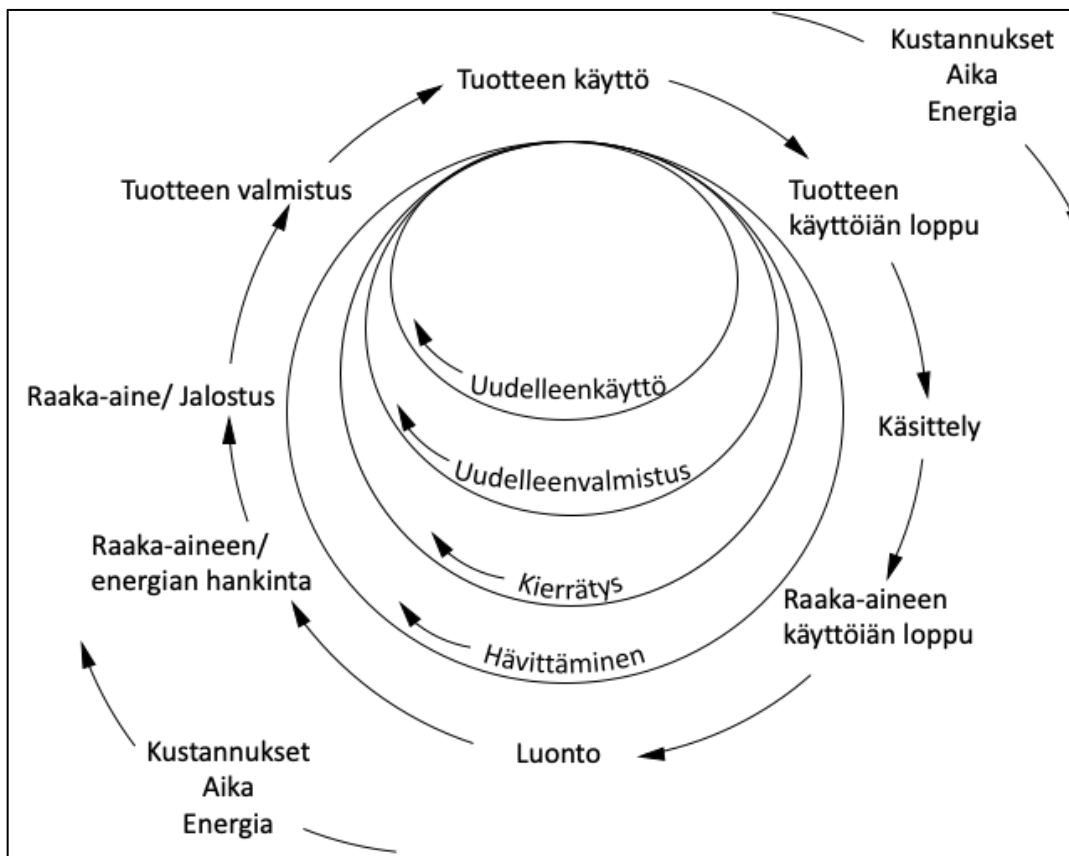 Kustannukset
Aika
Energia
Tuotteen käyttö
Tuotteen valmistus
Tuotteen
käyttöiän loppu
Uudelleenkäyttö
Raaka-aine/ Jalostus
Käsittely
Uudelleenvalmistus
Raaka-aineen/
energian hankinta
Kierrätys
Raaka-aineen
käyttöiän loppu
Hävittäminen
Luonto
Kustannukset
Aika
Energia